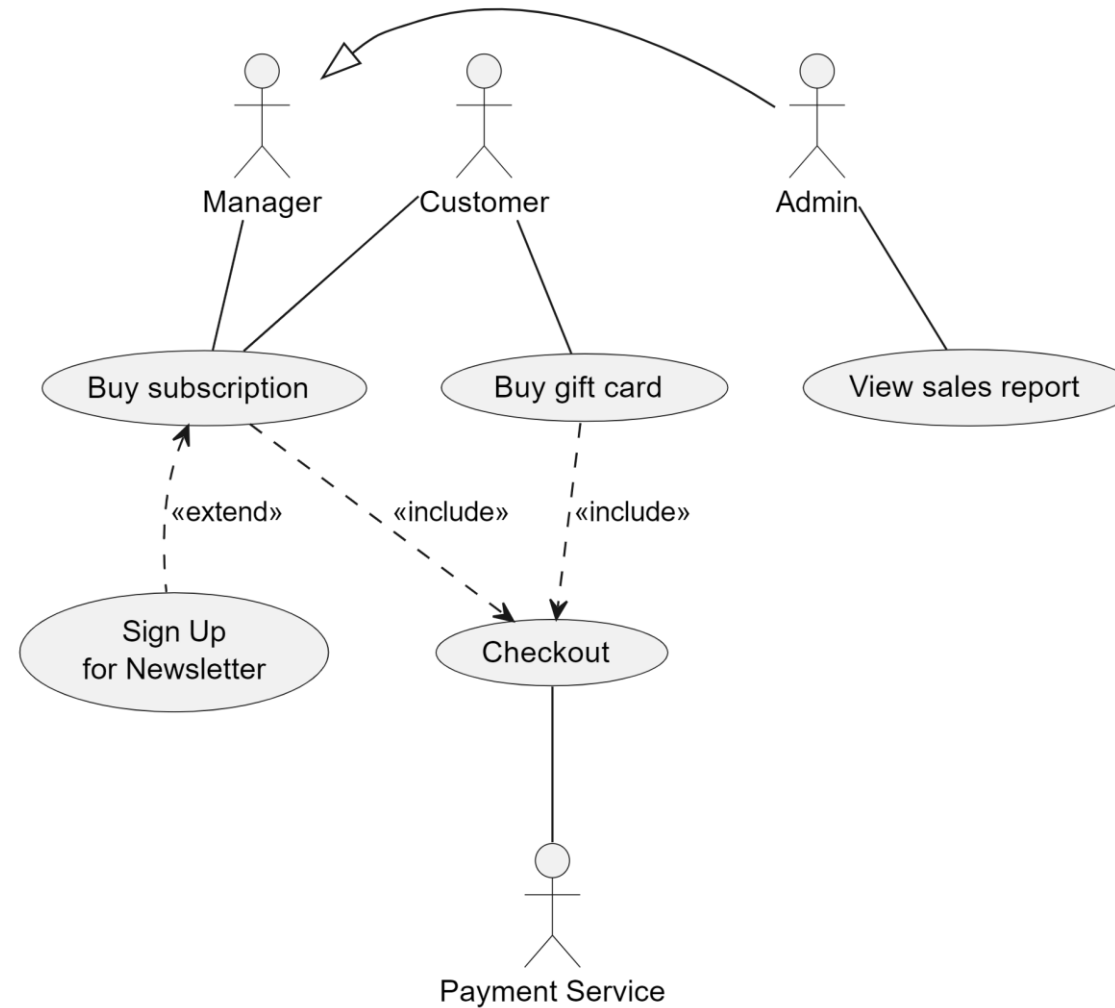 Manager
Customer
Admin
Buy subscription
Buy gift card
View sales report
«extend»
«include»
«include»
Sign Up
for Newsletter
Checkout
Payment Service